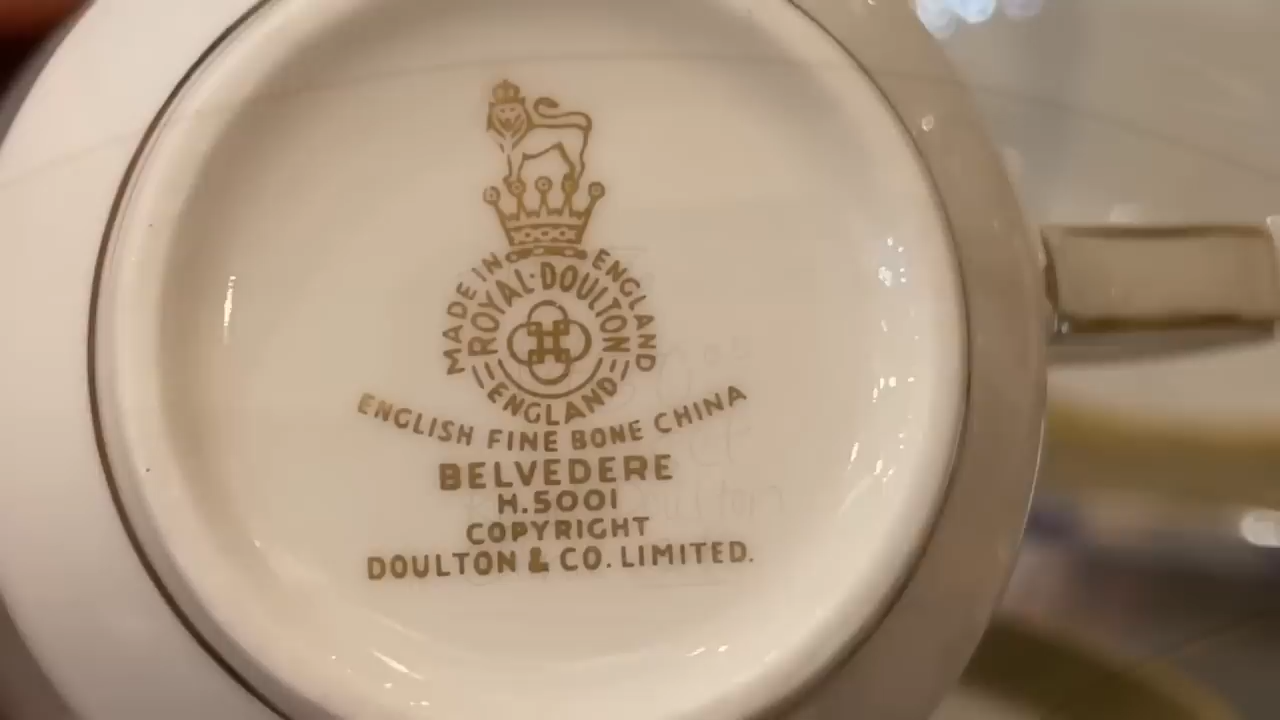 MADE IN ENGLAND
ROYAL·DOULTON
ENGLAND
ENGLISH FINE BONE CHINA
BELVEDERE
H.5001
COPYRIGHT
DOULTON & CO. LIMITED.